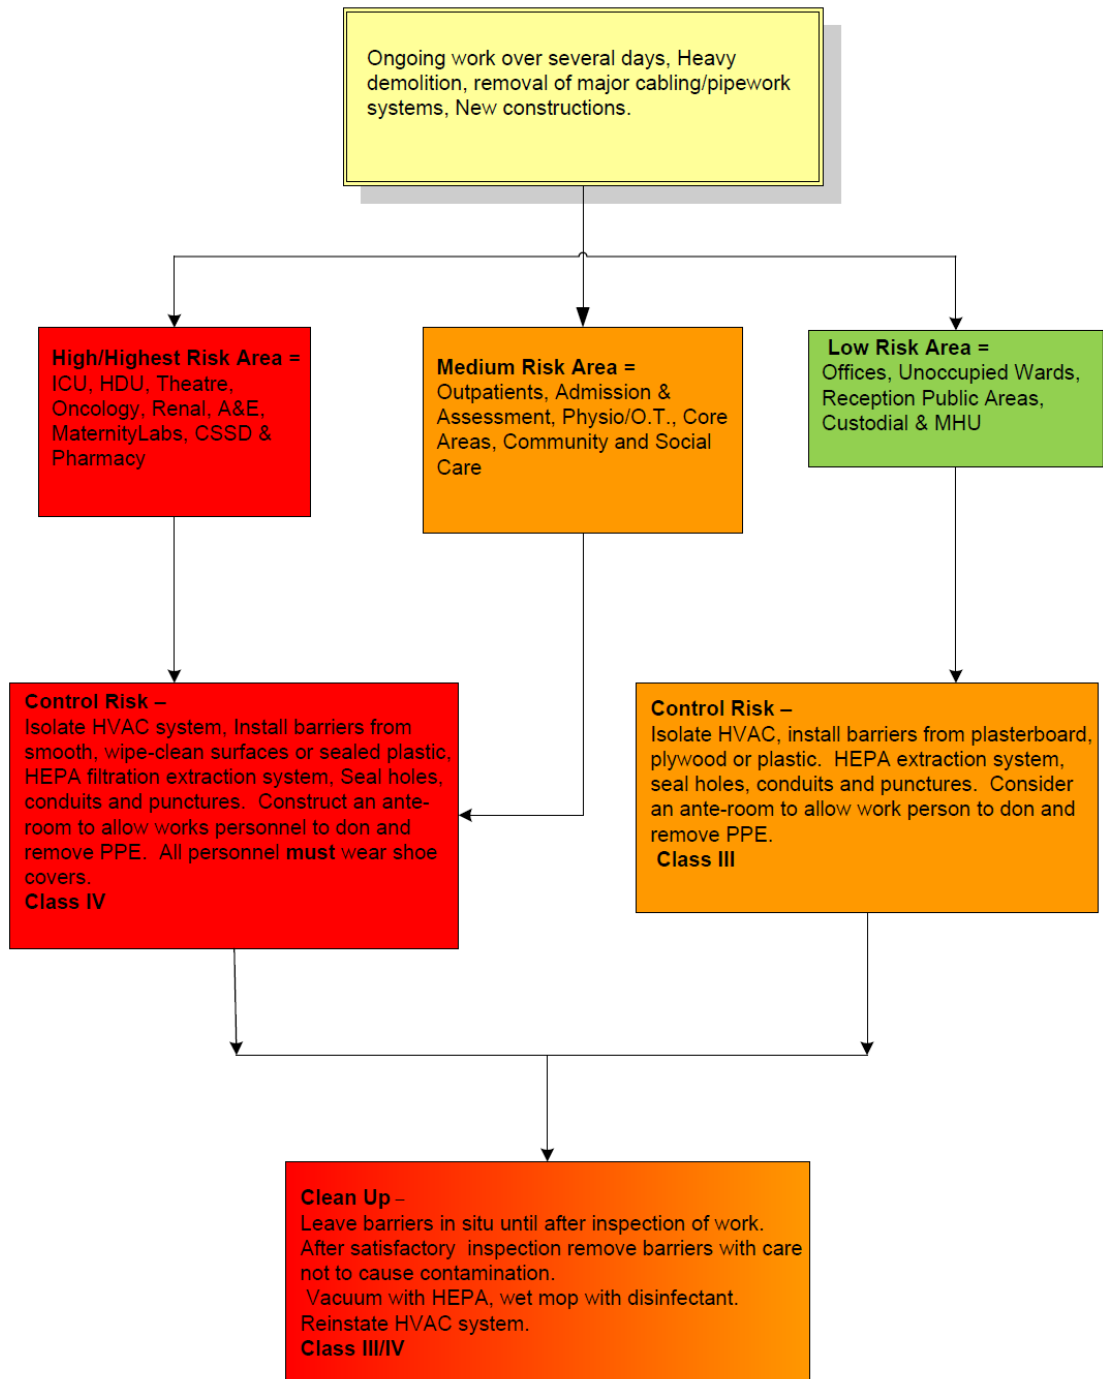 Ongoing work over several days, Heavy
demolition, removal of major cabling/pipework
systems, New constructions.
High/Highest Risk Area =
ICU, HDU, Theatre,
Oncology, Renal, A&E,
MaternityLabs, CSSD &
Pharmacy
Medium Risk Area =
Outpatients, Admission &
Assessment, Physio/O.T., Core
Areas, Community and Social
Care
Low Risk Area =
Offices, Unoccupied Wards,
Reception Public Areas,
Custodial & MHU
Control Risk –
Isolate HVAC system, Install barriers from
smooth, wipe-clean surfaces or sealed plastic,
HEPA filtration extraction system, Seal holes,
conduits and punctures. Construct an ante-
room to allow works personnel to don and
remove PPE. All personnel must wear shoe
covers.
Class IV
Control Risk –
Isolate HVAC, install barriers from plasterboard,
plywood or plastic. HEPA extraction system,
seal holes, conduits and punctures. Consider
an ante-room to allow work person to don and
remove PPE.
Class III
Clean Up –
Leave barriers in situ until after inspection of work.
After satisfactory inspection remove barriers with care
not to cause contamination.
Vacuum with HEPA, wet mop with disinfectant.
Reinstate HVAC system.
Class III/IV